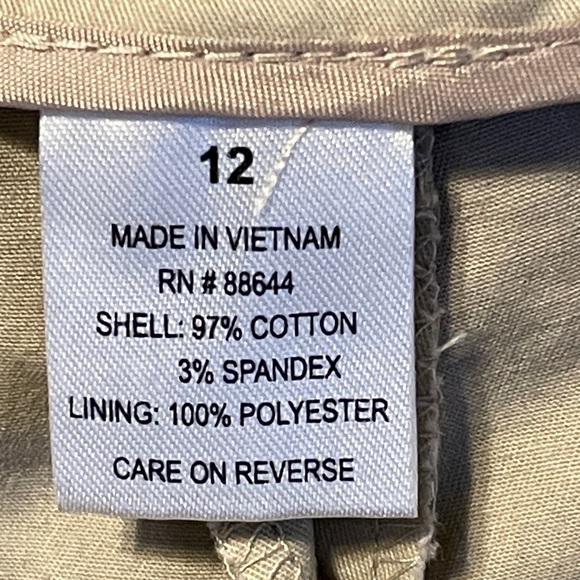 12
MADE IN VIETNAM
RN # 88644
SHELL: 97% COTTON
3% SPANDEX
LINING: 100% POLYESTER
CARE ON REVERSE